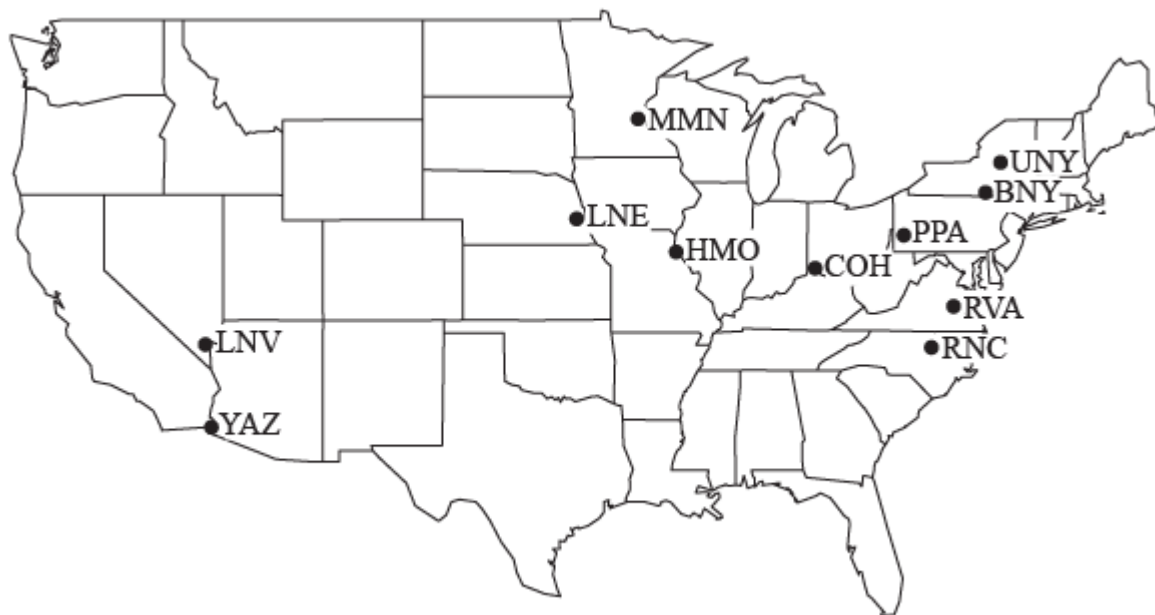 MMN
UNY
BNY
LNE
PPA
HMO
COH
RVA
LNV
RNC
YAZ